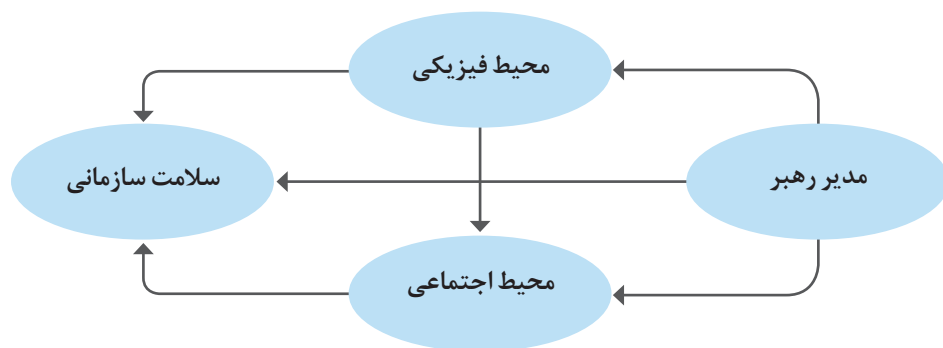 محیط فیزیکی
مدیر رهبر
سلامت سازمانی
محیط اجتماعی